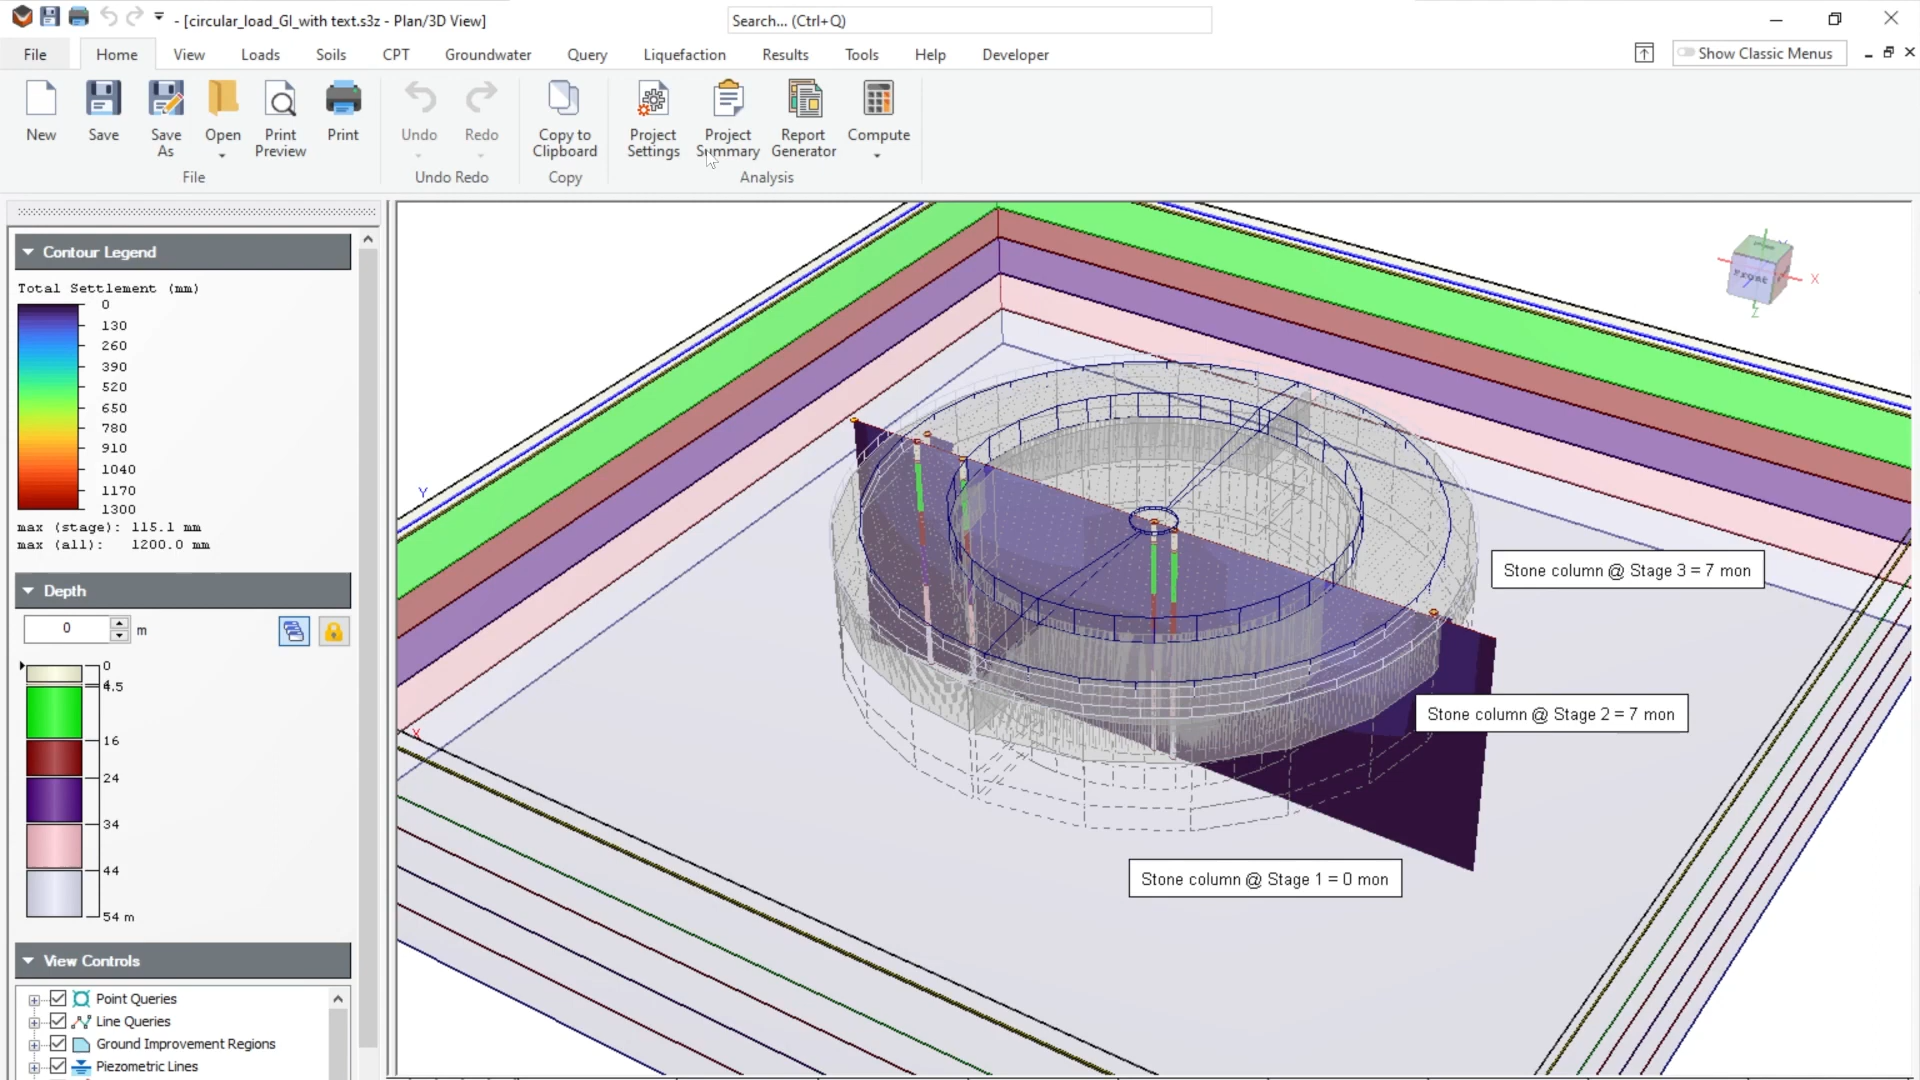 - [circular_load_GI_with text.s3z - Plan/3D View]
Search... (Ctrl+Q)
File
Home
View
Loads
Soils
CPT
Groundwater
Query
Liquefaction
Results
Tools
Help
Developer
Show Classic Menus
New
Save
Save
As
Open
Print
Preview
Print
Undo
Redo
Copy to
Clipboard
Project
Settings
Project
Summary
Report
Generator
Compute
File
Undo Redo
Copy
Analysis
Contour Legend
Total Settlement (mm)
0
130
260
390
520
650
780
910
1040
1170
1300
max (stage): 115.1 mm
max (all): 1200.0 mm
Depth
0 m
0
4.5
16
24
34
44
54 m
View Controls
Point Queries
Line Queries
Ground Improvement Regions
Piezometric Lines
Y
X
Front
X
Z
Stone column @ Stage 3 = 7 mon
Stone column @ Stage 2 = 7 mon
Stone column @ Stage 1 = 0 mon